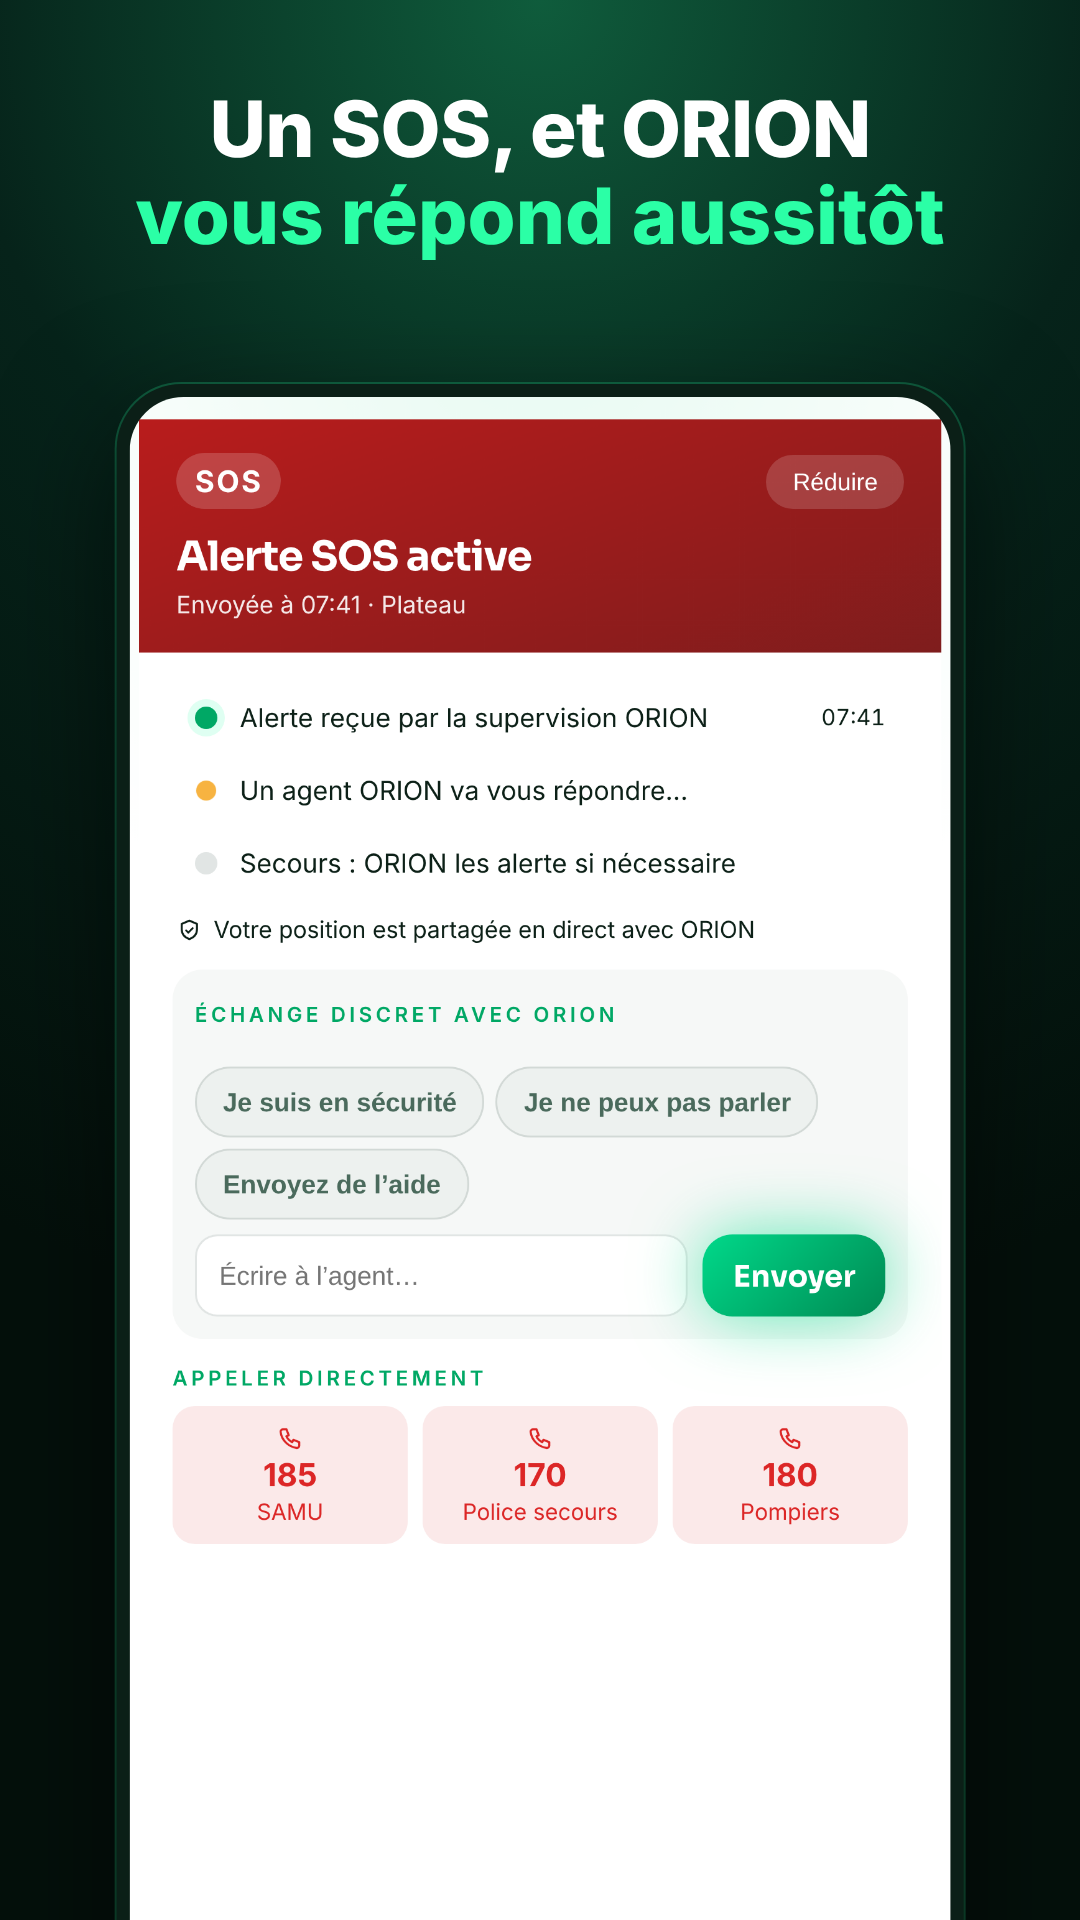 Un SOS, et ORION
vous répond aussitôt
SOS
Réduire
Alerte SOS active
Envoyée à 07:41 · Plateau
Alerte reçue par la supervision ORION
07:41
Un agent ORION va vous répondre…
Secours : ORION les alerte si nécessaire
Votre position est partagée en direct avec ORION
ÉCHANGE DISCRET AVEC ORION
Je suis en sécurité
Je ne peux pas parler
Envoyez de l’aide
Écrire à l’agent…
Envoyer
APPELER DIRECTEMENT
185
SAMU
170
Police secours
180
Pompiers